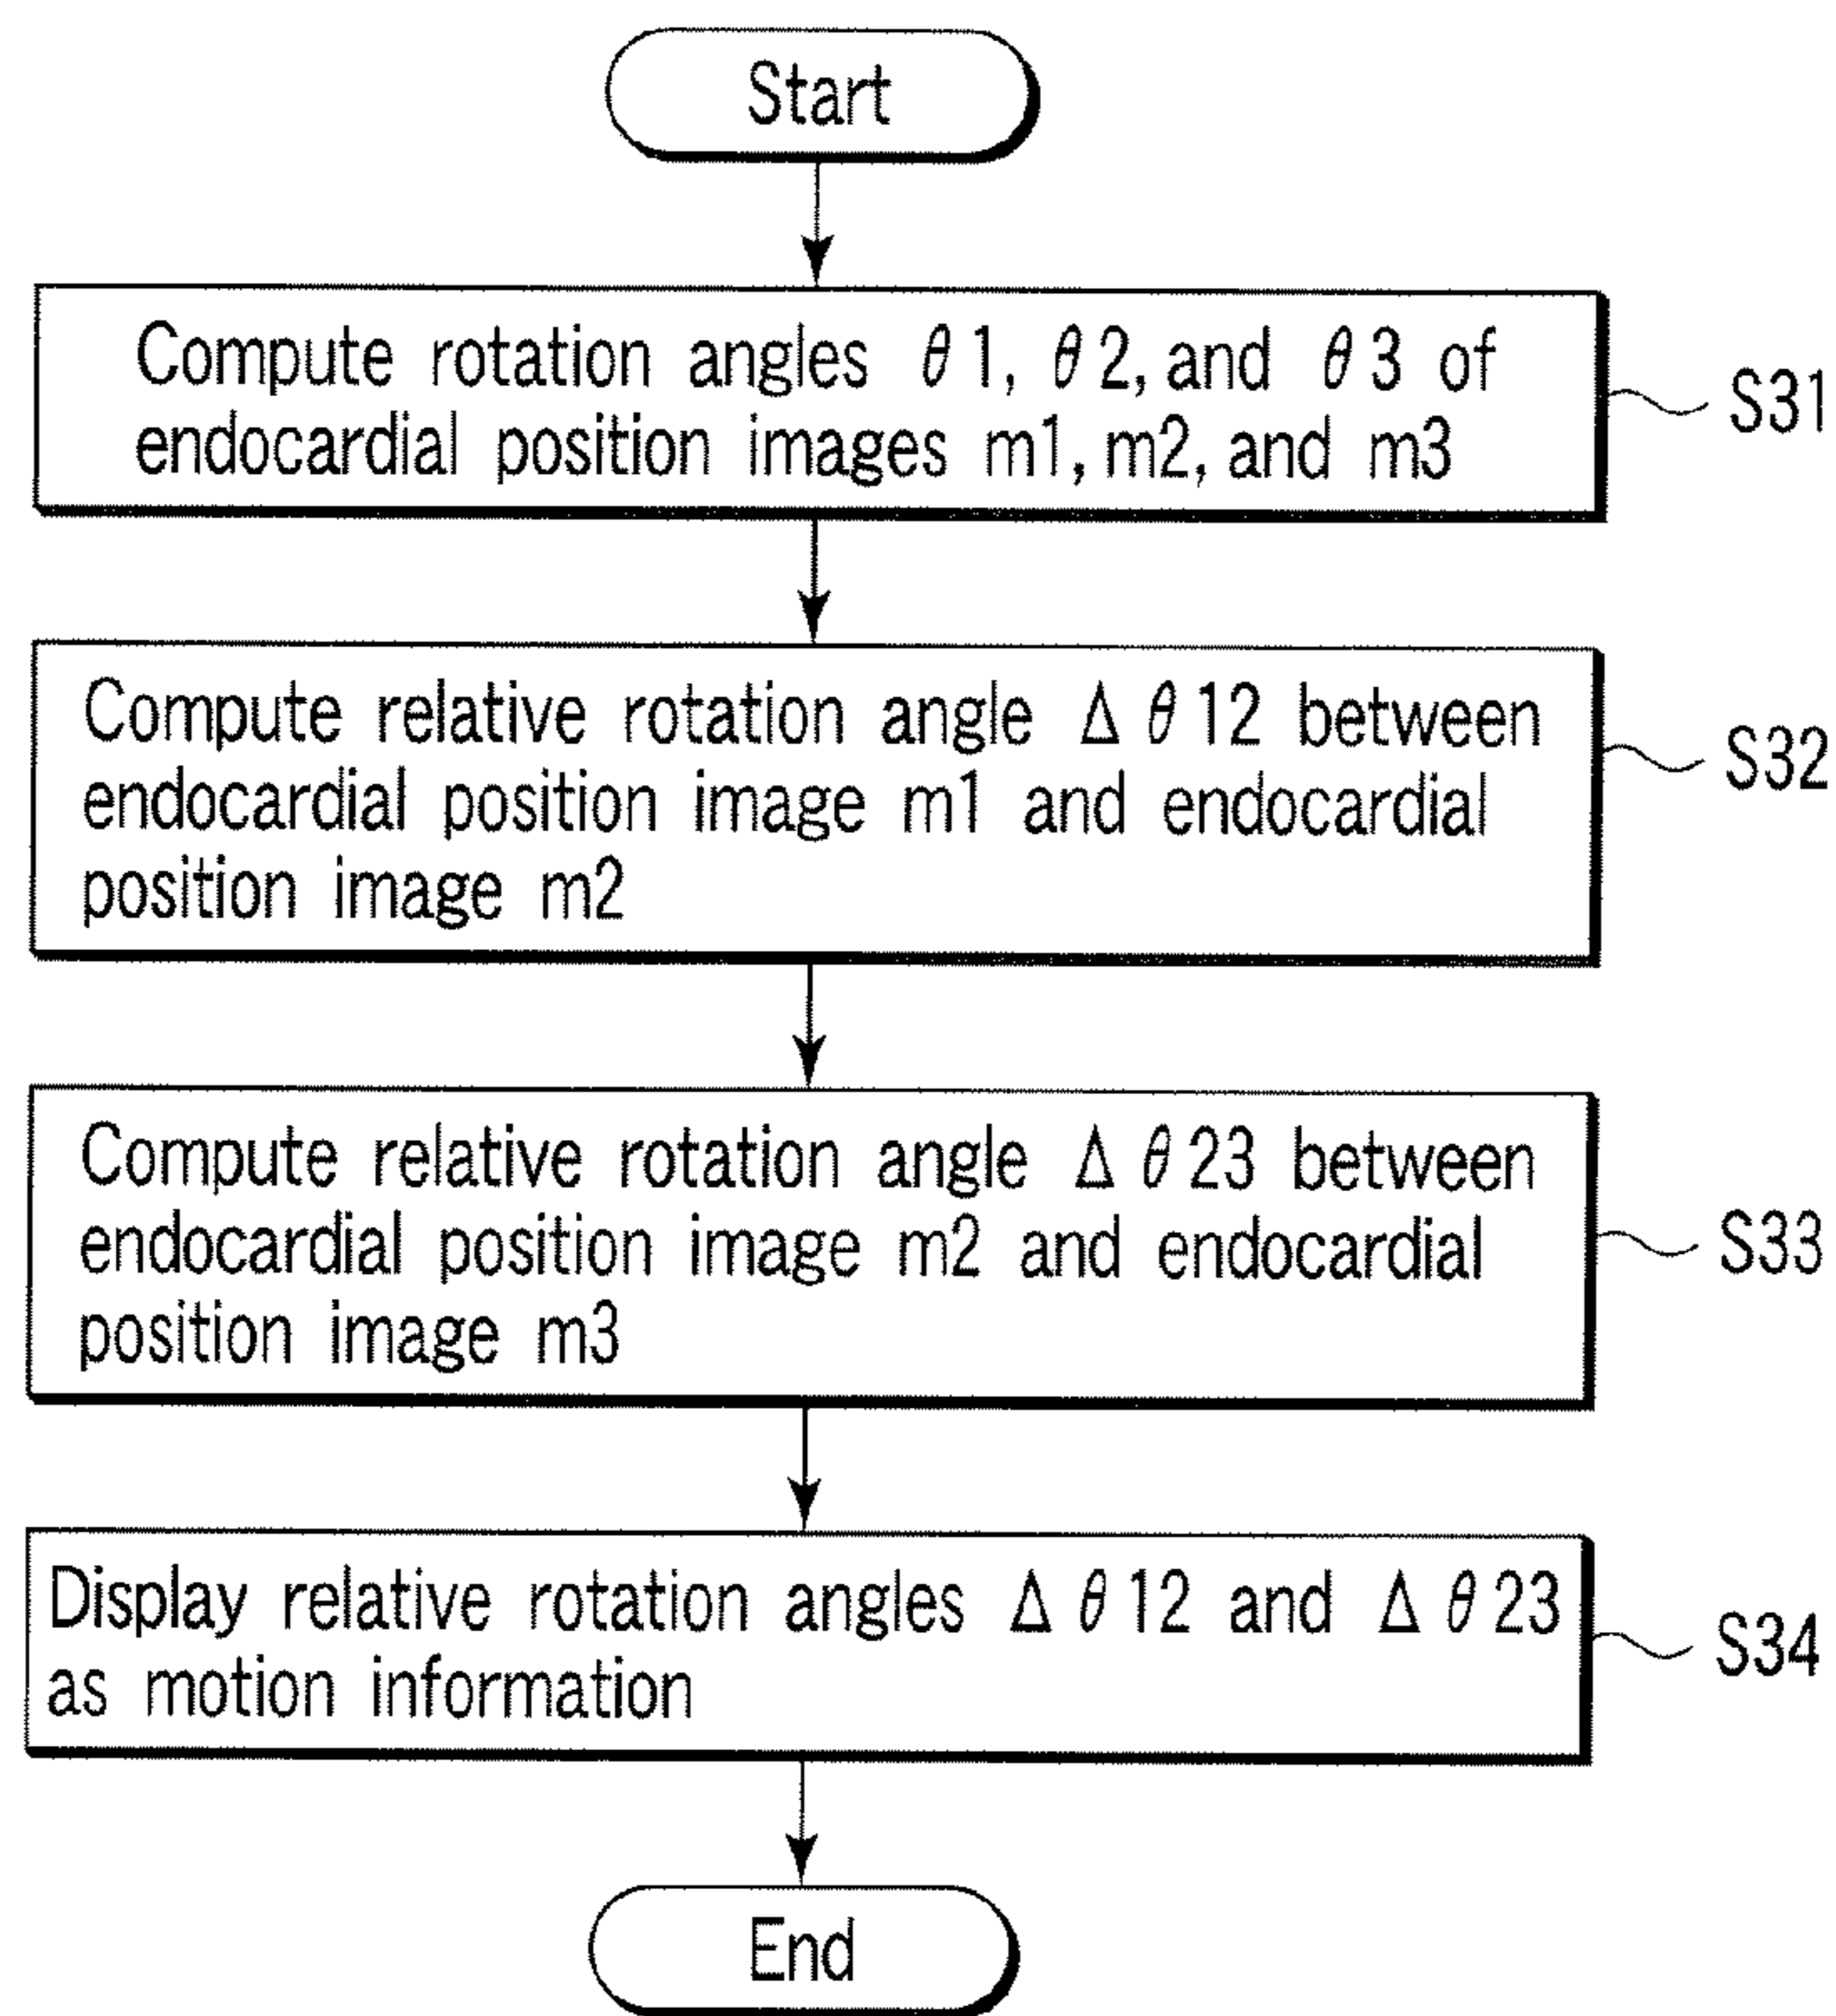 Start
Compute rotation angles θ1, θ2, and θ3 of
endocardial position images m1, m2, and m3
S31
Compute relative rotation angle Δθ12 between
endocardial position image m1 and endocardial
position image m2
S32
Compute relative rotation angle Δθ23 between
endocardial position image m2 and endocardial
position image m3
S33
Display relative rotation angles Δθ12 and Δθ23
as motion information
S34
End